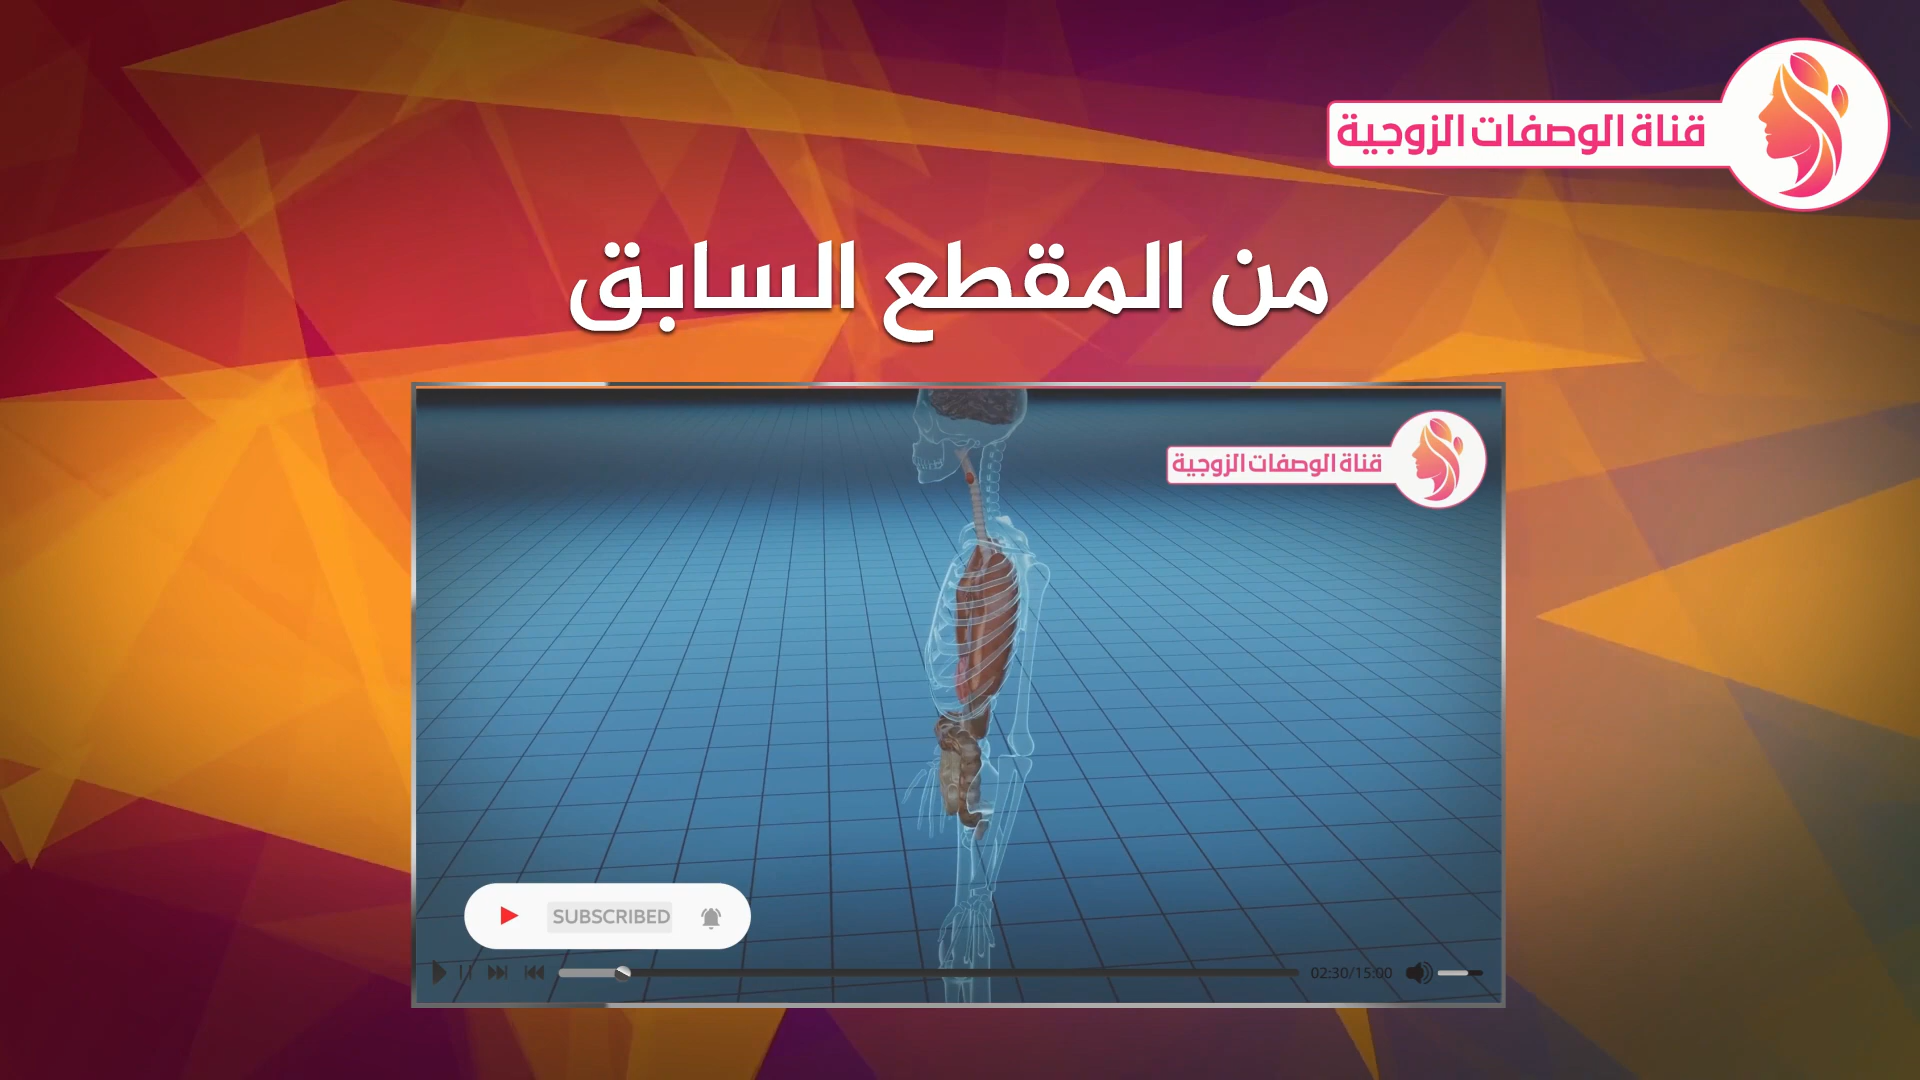 قناة الوصفات الزوجية
من المقطع السابق
قناة الوصفات الزوجية
SUBSCRIBED
02:30/15:00